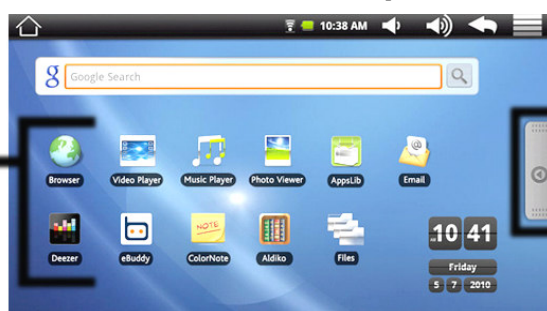 10:38 AM
g Google Search
Browser Video Player Music Player Photo Viewer AppsLib Email
NOTE
Deezer eBuddy ColorNote Aldiko Files
AM 10 41
Friday
5 7 2010